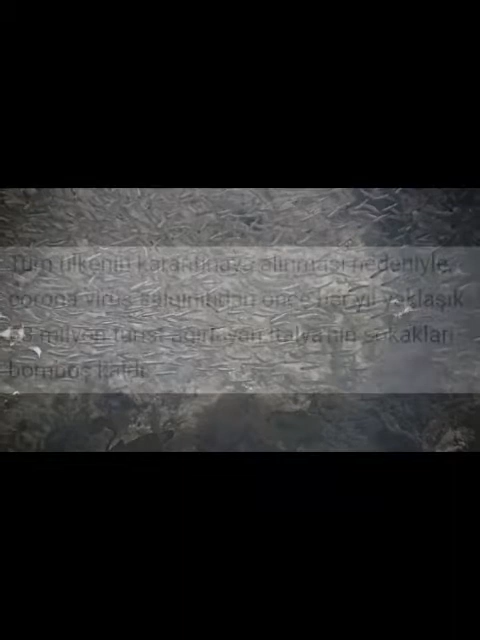 Tüm ülkenin karantinaya alınması nedeniyle,
corona virüs salgınından önce her yıl yaklaşık
milyon turist ağırlayan İtalya'nın sokakları
bomboş kaldı.